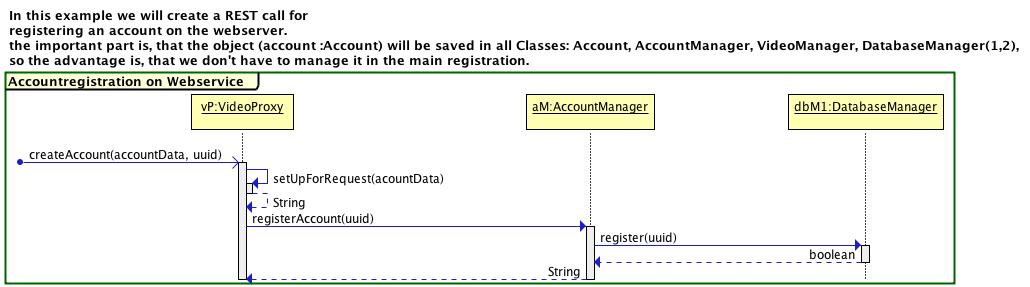 In this example we will create a REST call for
registering an account on the webserver.
the important part is, that the object (account :Account) will be saved in all Classes: Account, AccountManager, VideoManager, DatabaseManager(1,2),
so the advantage is, that we don't have to manage it in the main registration.
Accountregistration on Webservice
vP:VideoProxy
aM:AccountManager
dbM1:DatabaseManager
createAccount(accountData, uuid)
setUpForRequest(acountData)
String
registerAccount(uuid)
register(uuid)
boolean
String